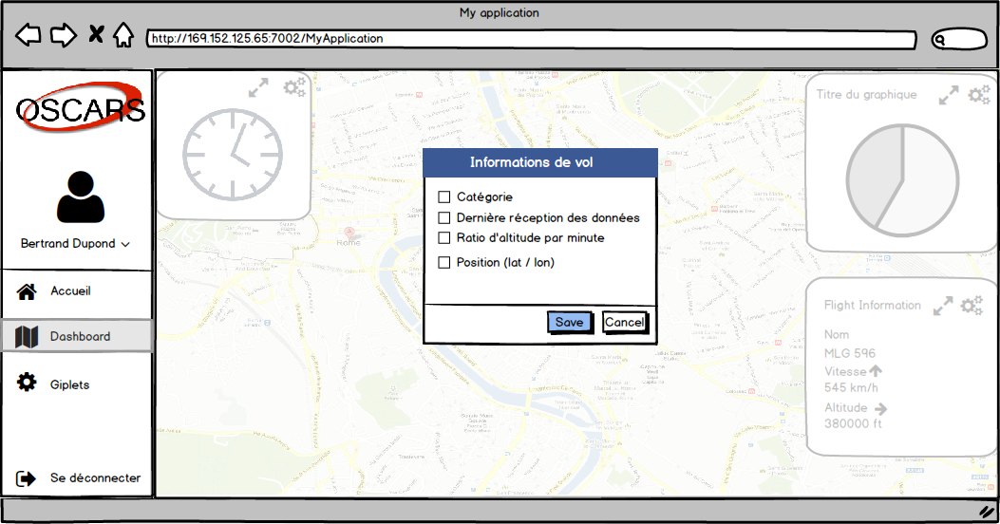 My application
http://169.152.125.65:7002/MyApplication
OSCARS
Bertrand Dupond
Accueil
Dashboard
Giplets
Se déconnecter
Rome
Informations de vol
Catégorie
Dernière réception des données
Ratio d'altitude par minute
Position (lat / lon)
Save
Cancel
Titre du graphique
Flight Information
Nom
MLG 596
Vitesse
545 km/h
Altitude
380000 ft